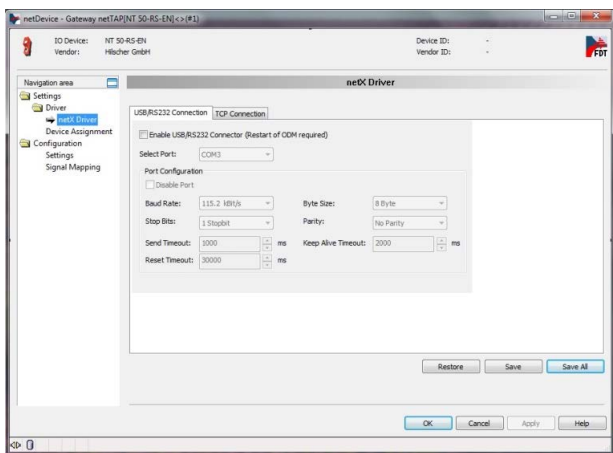 netDevice - Gateway netTAP[NT 50-RS-EN]<>(#1)
IO Device: NT 50-RS-EN Device ID: -
Vendor: Hilscher GmbH Vendor ID: -
FDT
Navigation area netX Driver
Settings
Driver
netX Driver
Device Assignment
Configuration
Settings
Signal Mapping
USB/RS232 Connection TCP Connection
Enable USB/RS232 Connector (Restart of ODM required)
Select Port: COM3
Port Configuration
Disable Port
Baud Rate: 115.2 kBit/s Byte Size: 8 Byte
Stop Bits: 1 Stopbit Parity: No Parity
Send Timeout: 1000 ms Keep Alive Timeout: 2000 ms
Reset Timeout: 30000 ms
Restore Save Save All
OK Cancel Apply Help